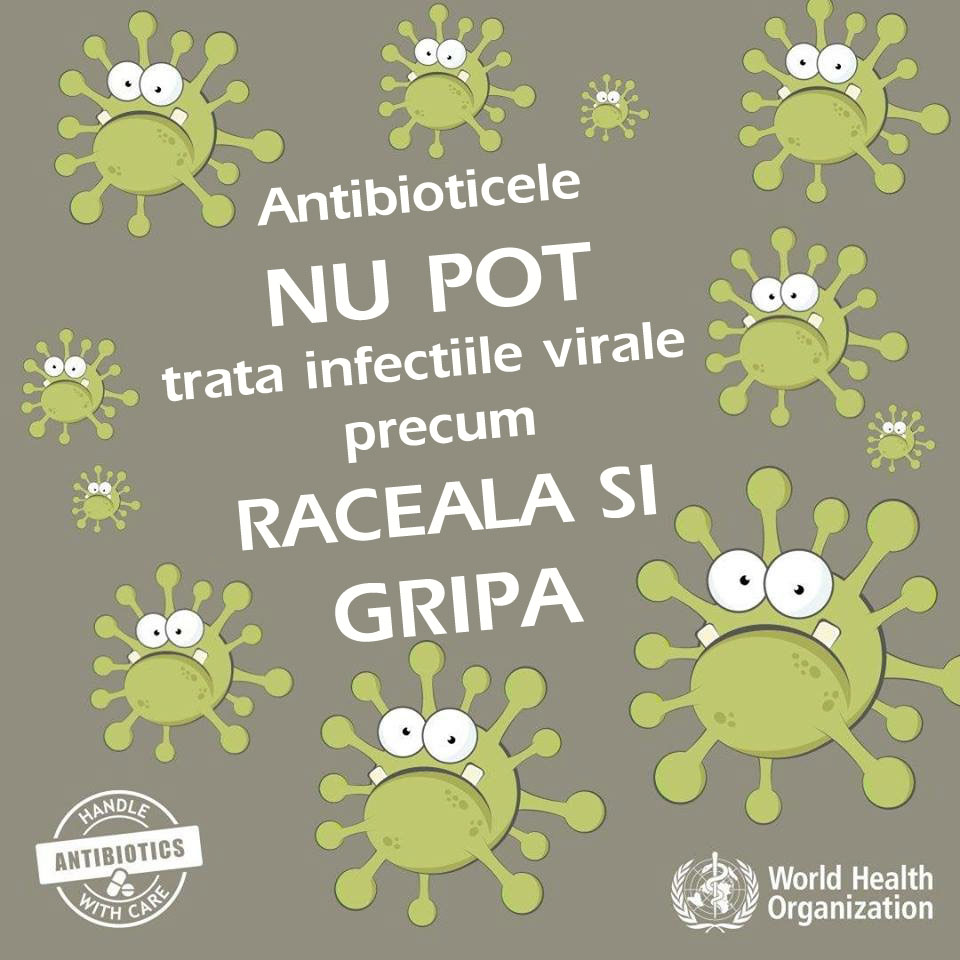 Antibioticele
NU POT
trata infectiile virale
precum
RACEALA SI
GRIPA
HANDLE
ANTIBIOTICS
WITH CARE
World Health
Organization